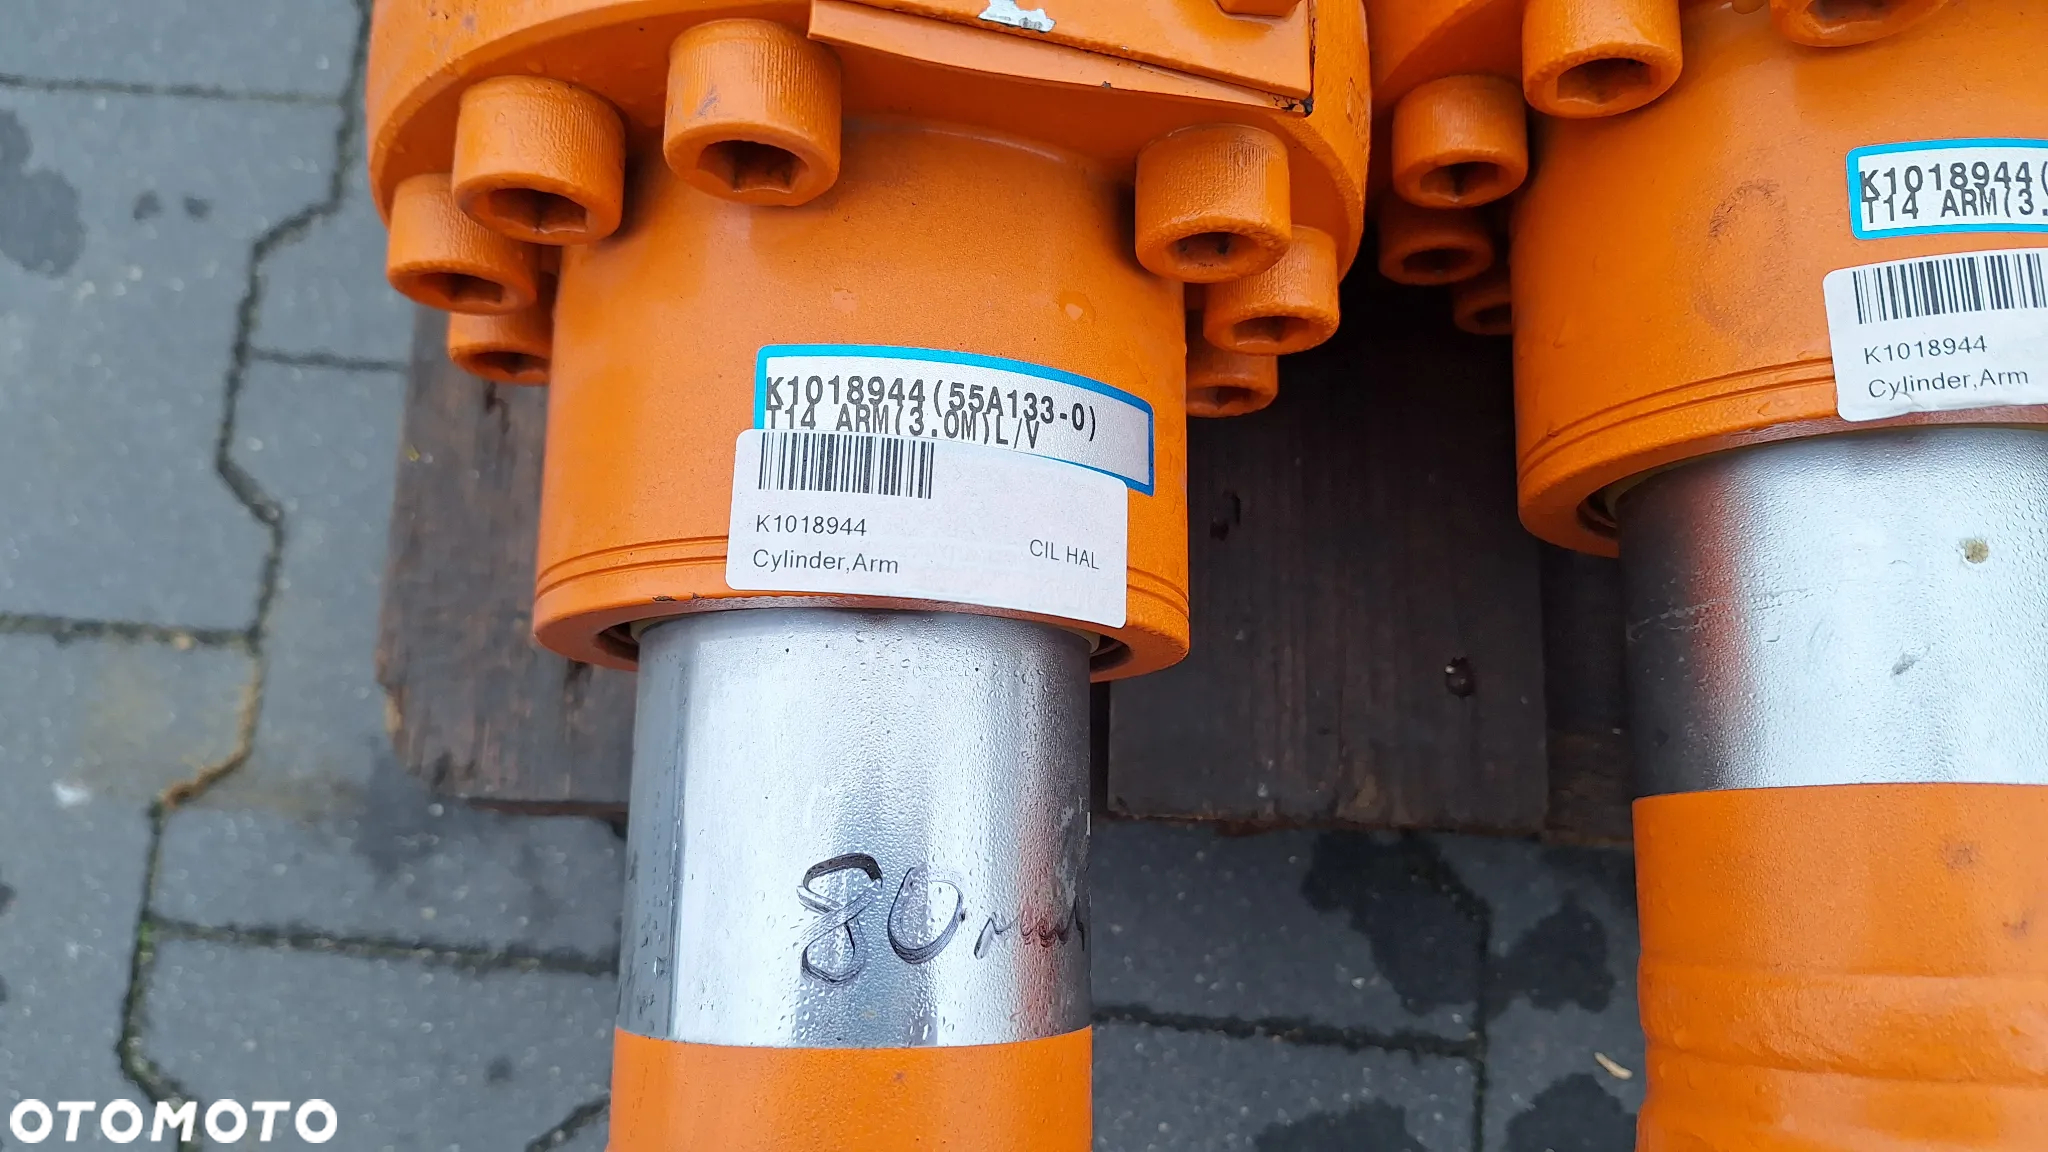 K1018944(55A133-0)
T14 ARM(3.0M)L/V
K1018944
Cylinder,Arm
CIL HAL
80
K1018944(
T14 ARM(3.
K1018944
Cylinder,Arm
OTOMOTO